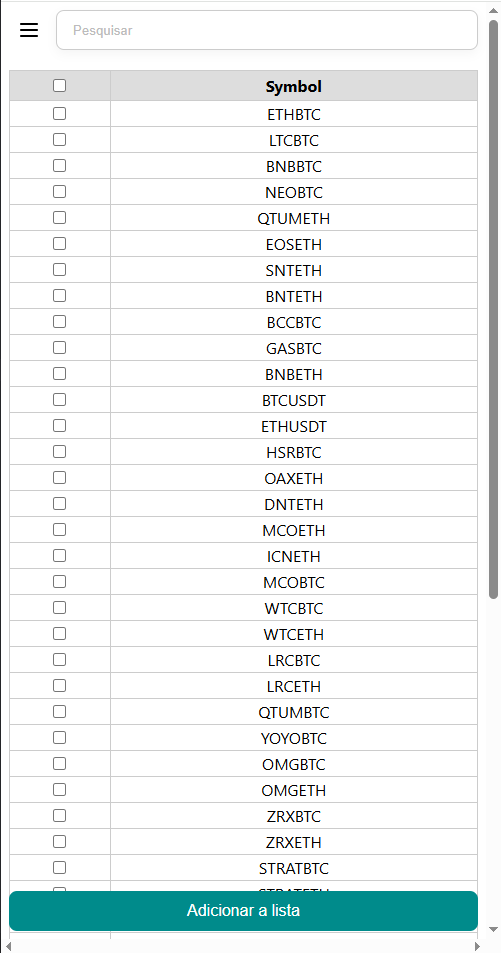 Pesquisar
Symbol
ETHBTC
LTCBTC
BNBBTC
NEOBTC
QTUMETH
EOSETH
SNTETH
BNTETH
BCCBTC
GASBTC
BNBETH
BTCUSDT
ETHUSDT
HSRBTC
OAXETH
DNTETH
MCOETH
ICNETH
MCOBTC
WTCBTC
WTCETH
LRCBTC
LRCETH
QTUMBTC
YOYOBTC
OMGBTC
OMGETH
ZRXBTC
ZRXETH
STRATBTC
STRATETH
Adicionar a lista